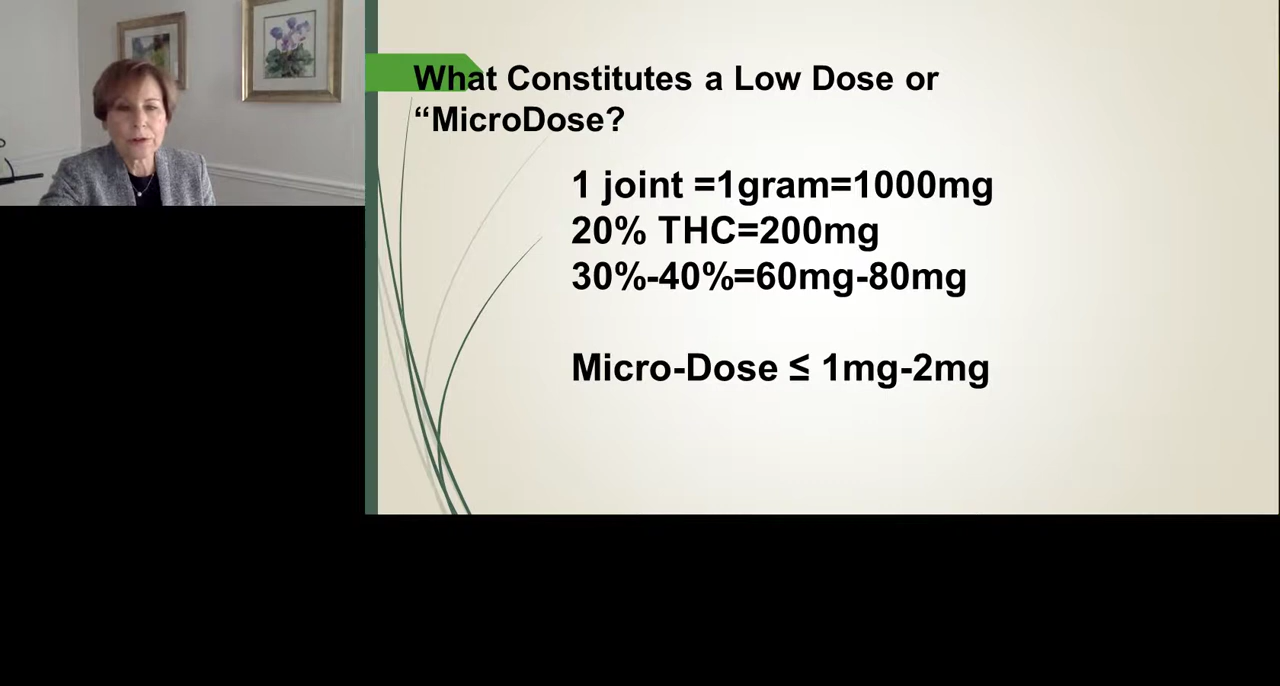 What Constitutes a Low Dose or
“MicroDose?
1 joint =1gram=1000mg
20% THC=200mg
30%-40%=60mg-80mg
Micro-Dose ≤ 1mg-2mg